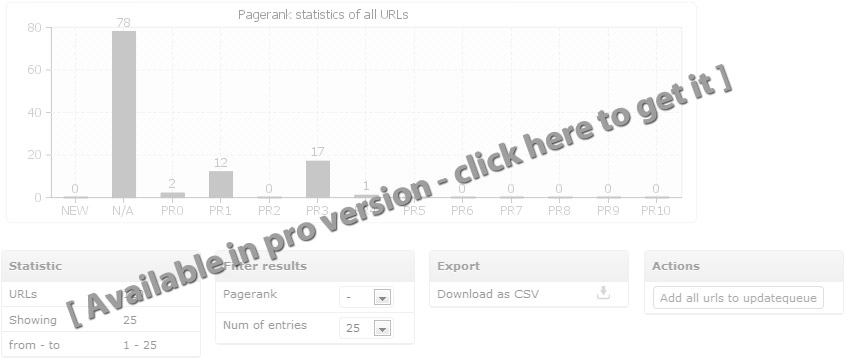 Pagerank statistics of all URLs
80
60
40
20
0
0 78 2 12 0 17 1 0 0 0 0 0
NEW N/A PR0 PR1 PR2 PR3 PR5 PR6 PR7 PR8 PR9 PR10
[ Available in pro version - click here to get it ]
Statistic
URLs
Showing 25
from - to 1 - 25
Filter results
Pagerank -
Num of entries 25
Export
Download as CSV
Actions
Add all urls to updatequeue